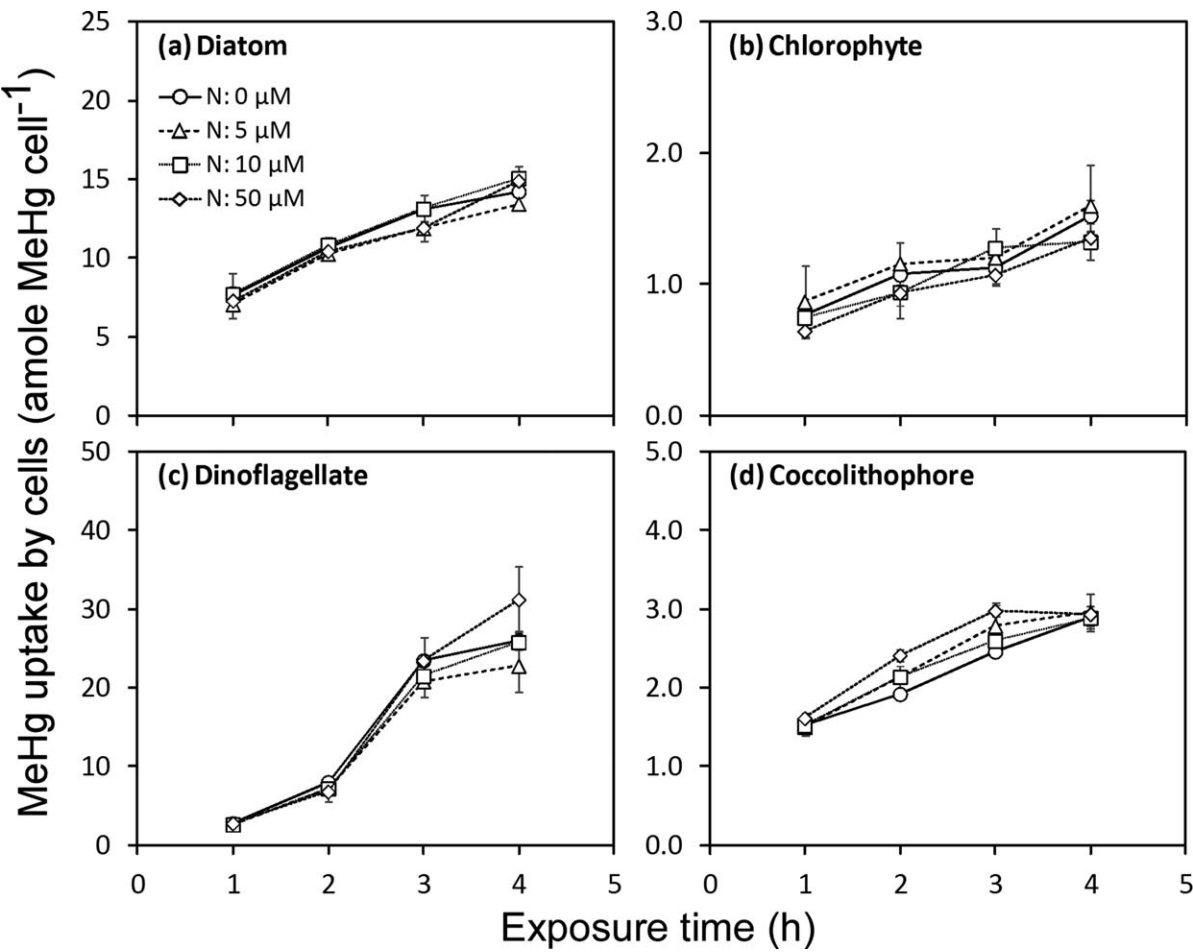 MeHg uptake by cells (amole MeHg cell-1)
25
20
15
10
5
0
(a) Diatom
N: 0 µM
N: 5 µM
N: 10 µM
N: 50 µM
3.0
2.0
1.0
0.0
(b) Chlorophyte
50
40
30
20
10
0
(c) Dinoflagellate
0 1 2 3 4 5
5.0
4.0
3.0
2.0
1.0
0.0
(d) Coccolithophore
0 1 2 3 4 5
Exposure time (h)